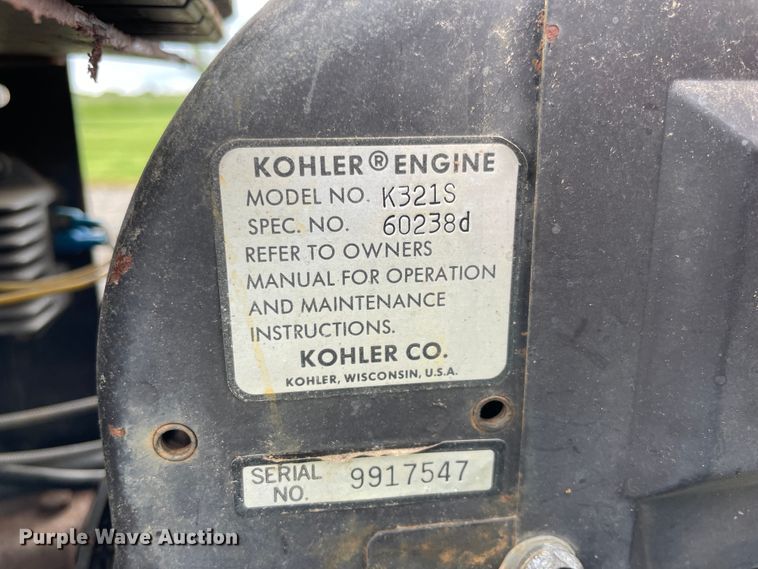 KOHLER® ENGINE
MODEL NO. K321S
SPEC. NO. 60238d
REFER TO OWNERS
MANUAL FOR OPERATION
AND MAINTENANCE
INSTRUCTIONS.
KOHLER CO.
KOHLER, WISCONSIN, U.S.A.
SERIAL NO. 9917547
Purple Wave Auction